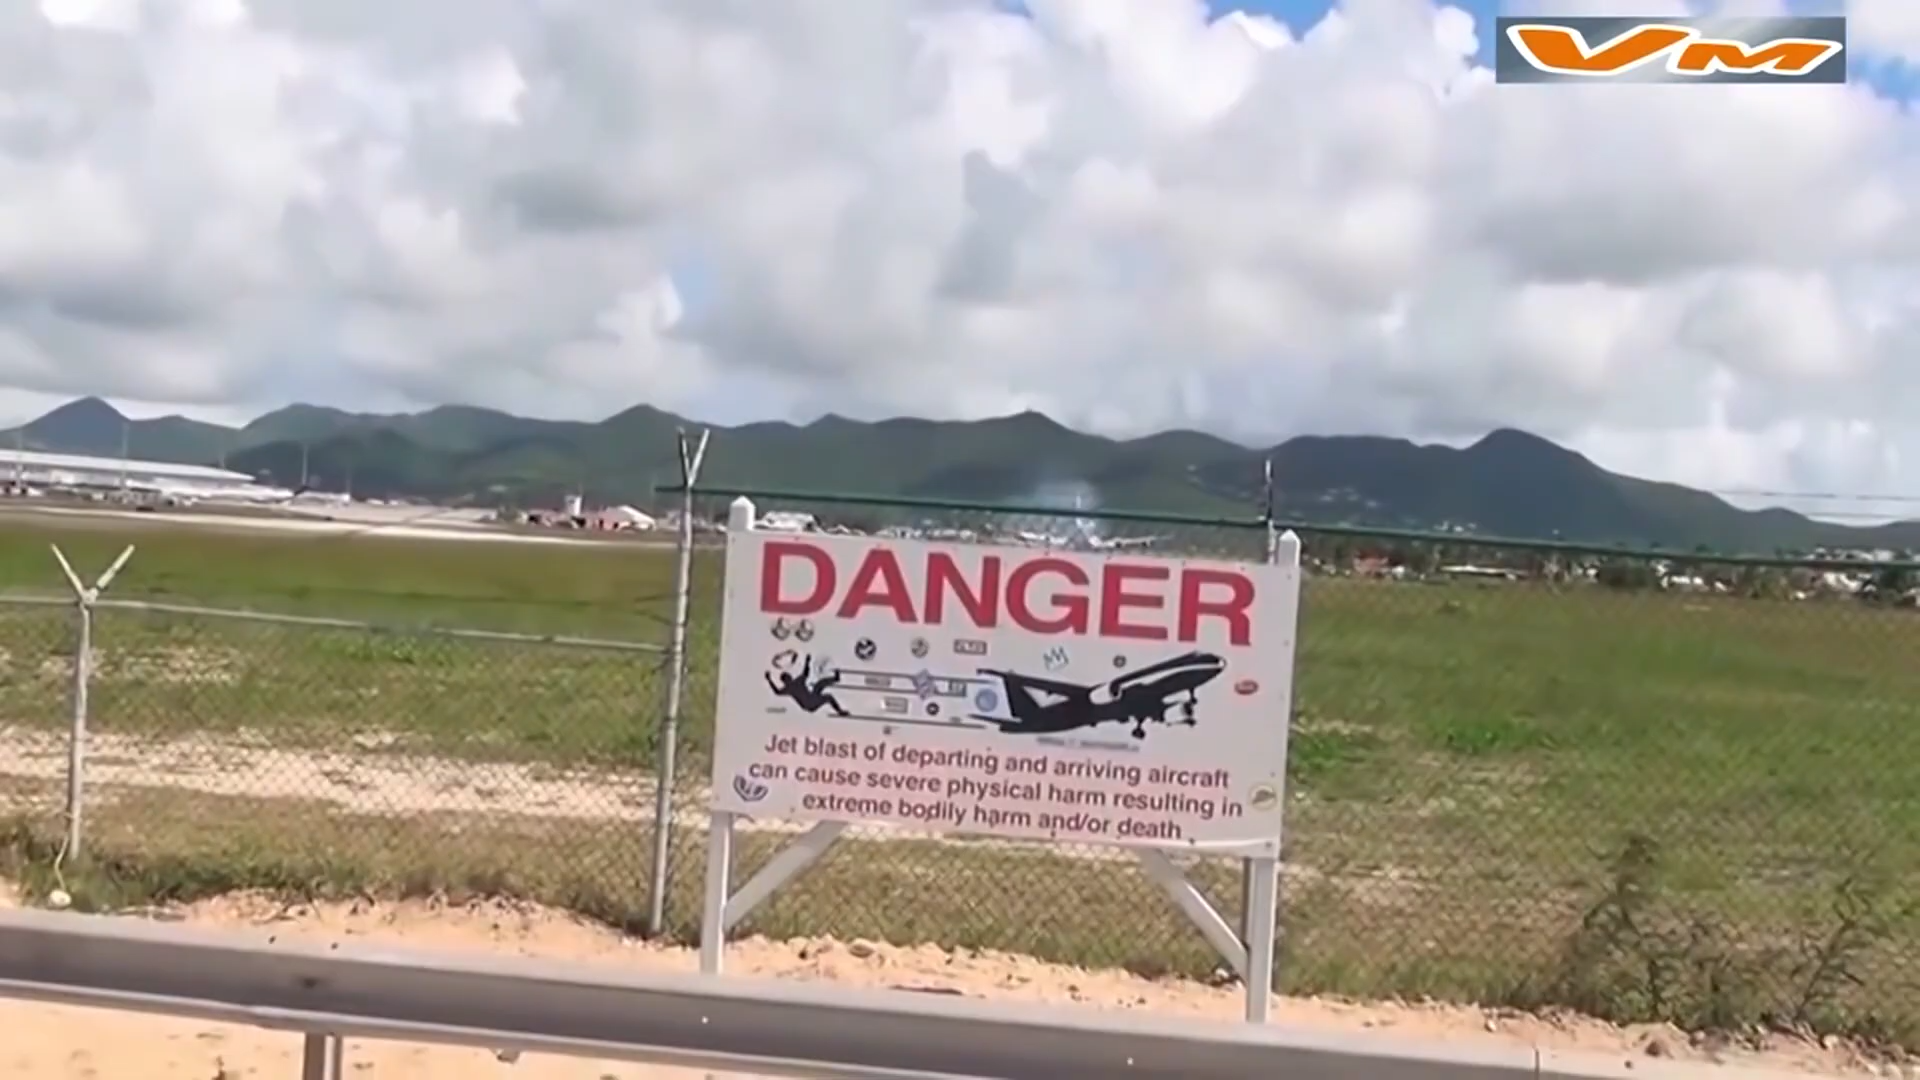 VM
DANGER
Jet blast of departing and arriving aircraft
can cause severe physical harm resulting in
extreme bodily harm and/or death